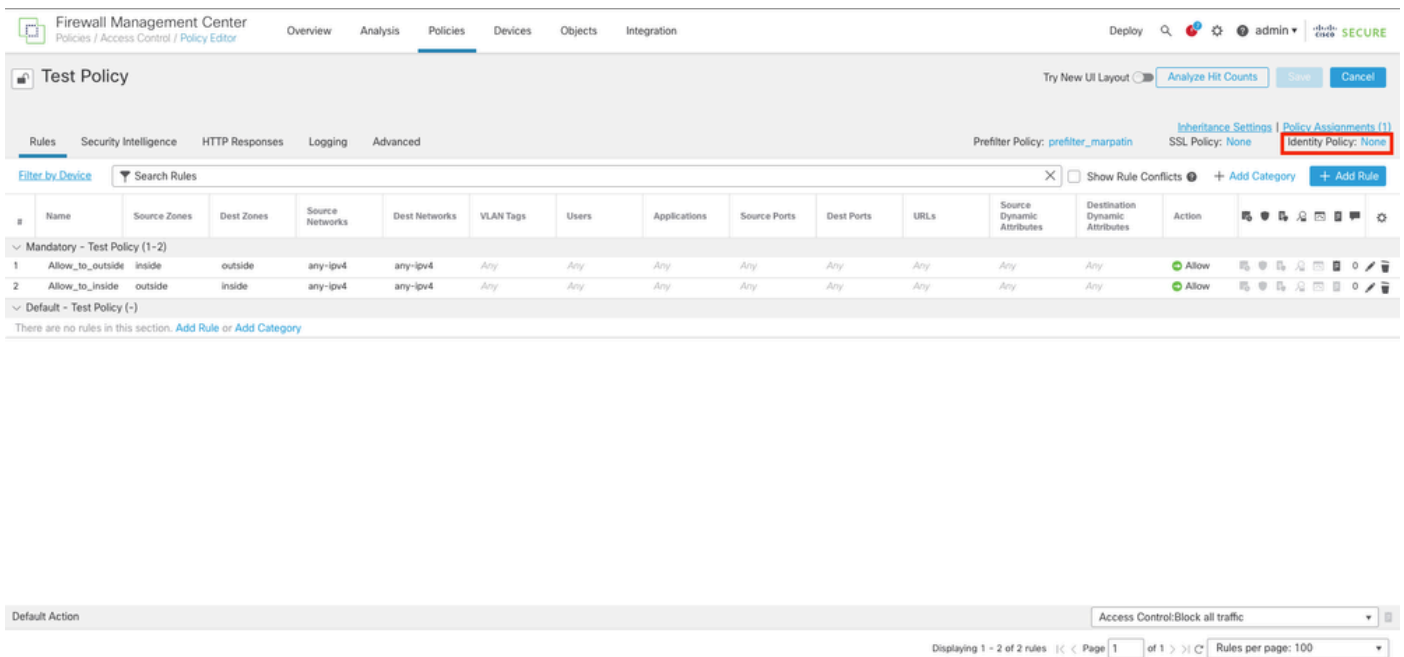 Firewall Management Center
Policies / Access Control / Policy Editor
Overview Analysis Policies Devices Objects Integration
Deploy admin cisco SECURE
Test Policy
Try New UI Layout Analyze Hit Counts Save Cancel
Inheritance Settings | Policy Assignments (1)
Rules Security Intelligence HTTP Responses Logging Advanced
Prefilter Policy: prefilter_marpatin SSL Policy: None Identity Policy: None
Filter by Device Search Rules Show Rule Conflicts + Add Category + Add Rule
# Name Source Zones Dest Zones Source Networks Dest Networks VLAN Tags Users Applications Source Ports Dest Ports URLs Source Dynamic Attributes Destination Dynamic Attributes Action
Mandatory - Test Policy (1-2)
1 Allow_to_outside inside outside any-ipv4 any-ipv4 Any Any Any Any Any Any Any Any Allow 0
2 Allow_to_inside outside inside any-ipv4 any-ipv4 Any Any Any Any Any Any Any Any Allow 0
Default - Test Policy (-)
There are no rules in this section. Add Rule or Add Category
Default Action Access Control:Block all traffic
Displaying 1 - 2 of 2 rules |< < Page 1 of 1 > >| Rules per page: 100